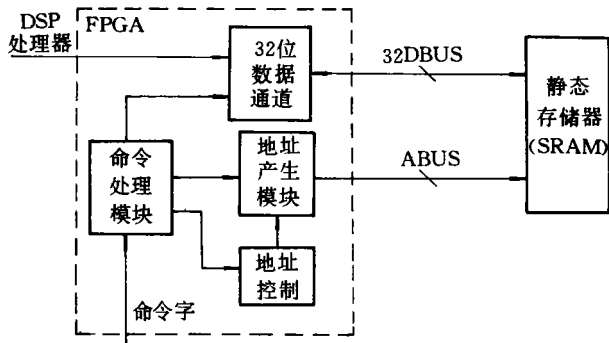 DSP
处理器
FPGA
32位
数据
通道
32DBUS
静态
存储器
(SRAM)
命令
处理
模块
地址
产生
模块
ABUS
地址
控制
命令字